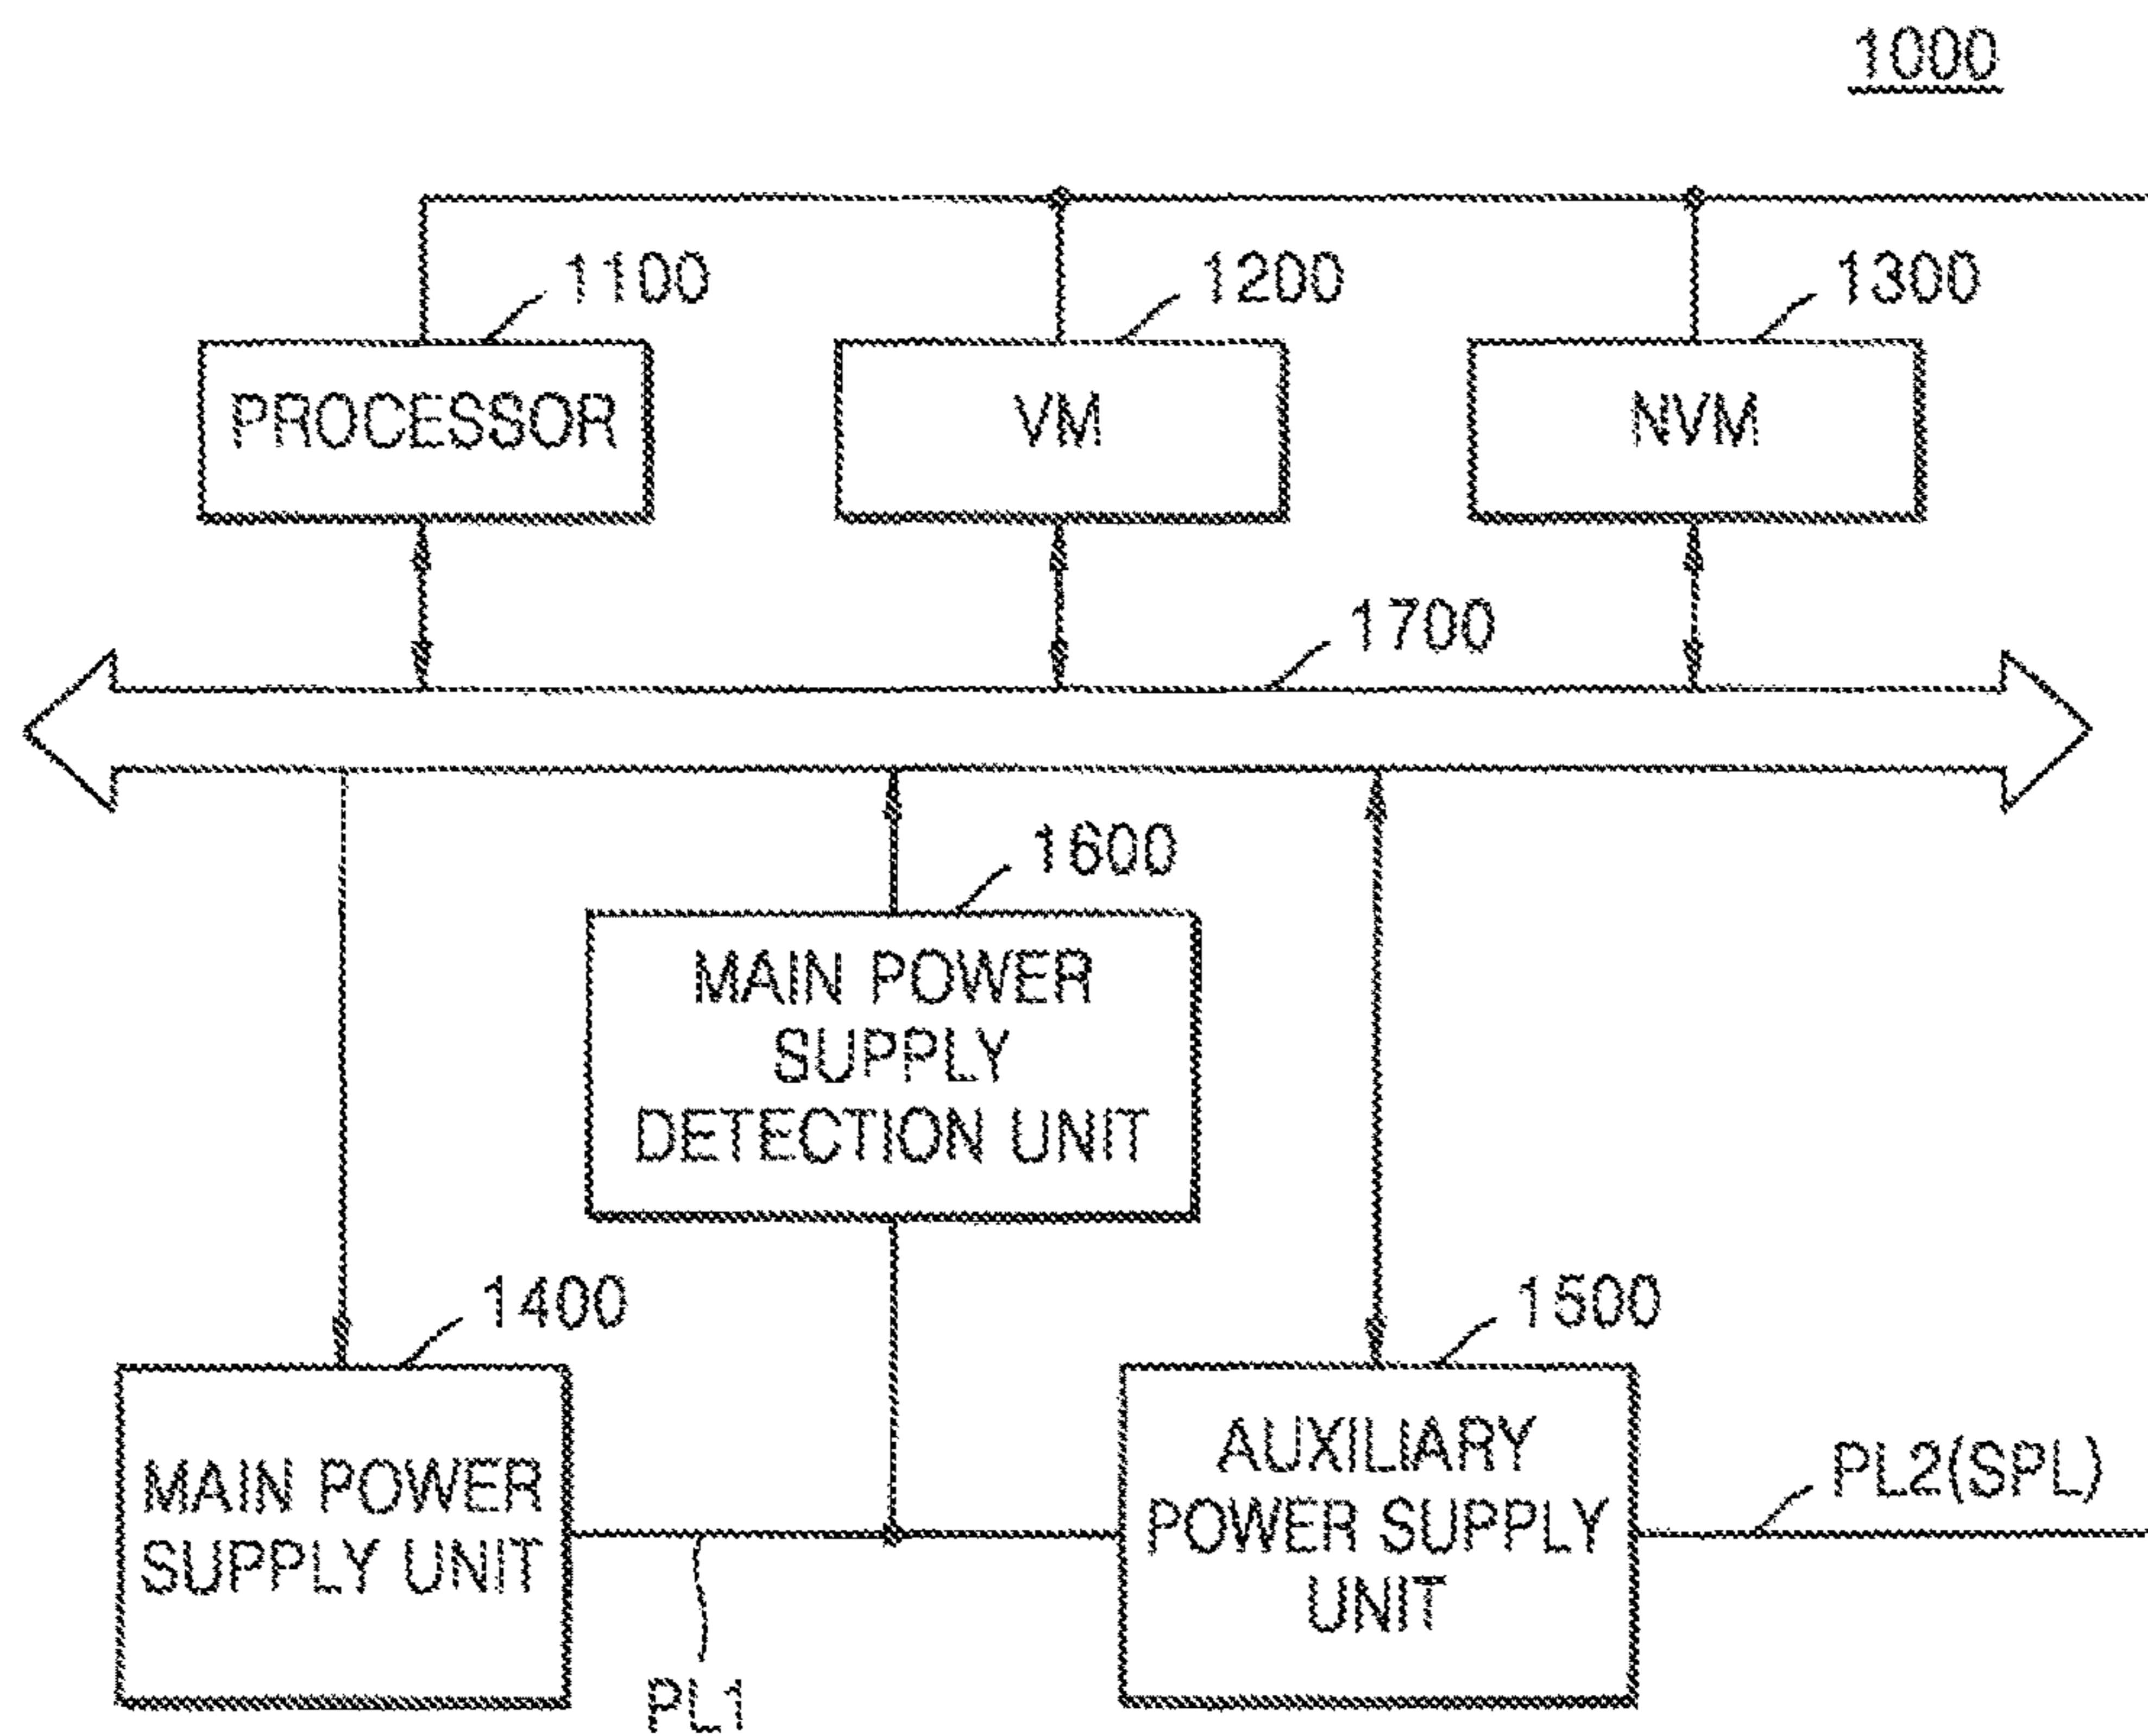 1000
1100
1200
1300
PROCESSOR
VM
NVM
1700
1600
MAIN POWER
SUPPLY
DETECTION UNIT
1400
1500
MAIN POWER
SUPPLY UNIT
AUXILIARY
POWER SUPPLY
UNIT
PL2(SPL)
PL1